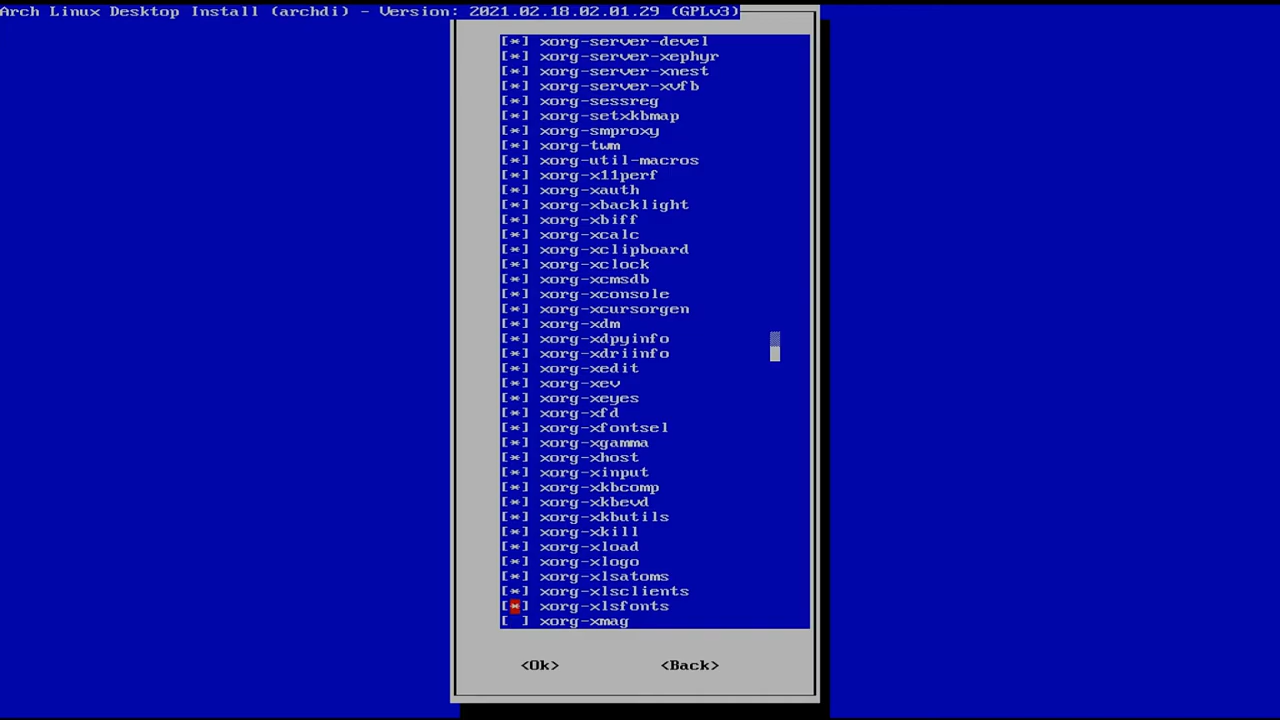 Arch Linux Desktop Install (archdi) - Version: 2021.02.18.02.01.29 (GPLv3)
[*] xorg-server-devel
[*] xorg-server-xephyr
[*] xorg-server-xnest
[*] xorg-server-xvfb
[*] xorg-sessreg
[*] xorg-setxkbmap
[*] xorg-smproxy
[*] xorg-twm
[*] xorg-util-macros
[*] xorg-x11perf
[*] xorg-xauth
[*] xorg-xbacklight
[*] xorg-xbiff
[*] xorg-xcalc
[*] xorg-xclipboard
[*] xorg-xclock
[*] xorg-xcmsdb
[*] xorg-xconsole
[*] xorg-xcursorgen
[*] xorg-xdm
[*] xorg-xdpyinfo
[*] xorg-xdriinfo
[*] xorg-xedit
[*] xorg-xev
[*] xorg-xeyes
[*] xorg-xfd
[*] xorg-xfontsel
[*] xorg-xgamma
[*] xorg-xhost
[*] xorg-xinput
[*] xorg-xkbcomp
[*] xorg-xkbevd
[*] xorg-xkbutils
[*] xorg-xkill
[*] xorg-xload
[*] xorg-xlogo
[*] xorg-xlsatoms
[*] xorg-xlsclients
[*] xorg-xlsfonts
[ ] xorg-xmag
<Ok> <Back>